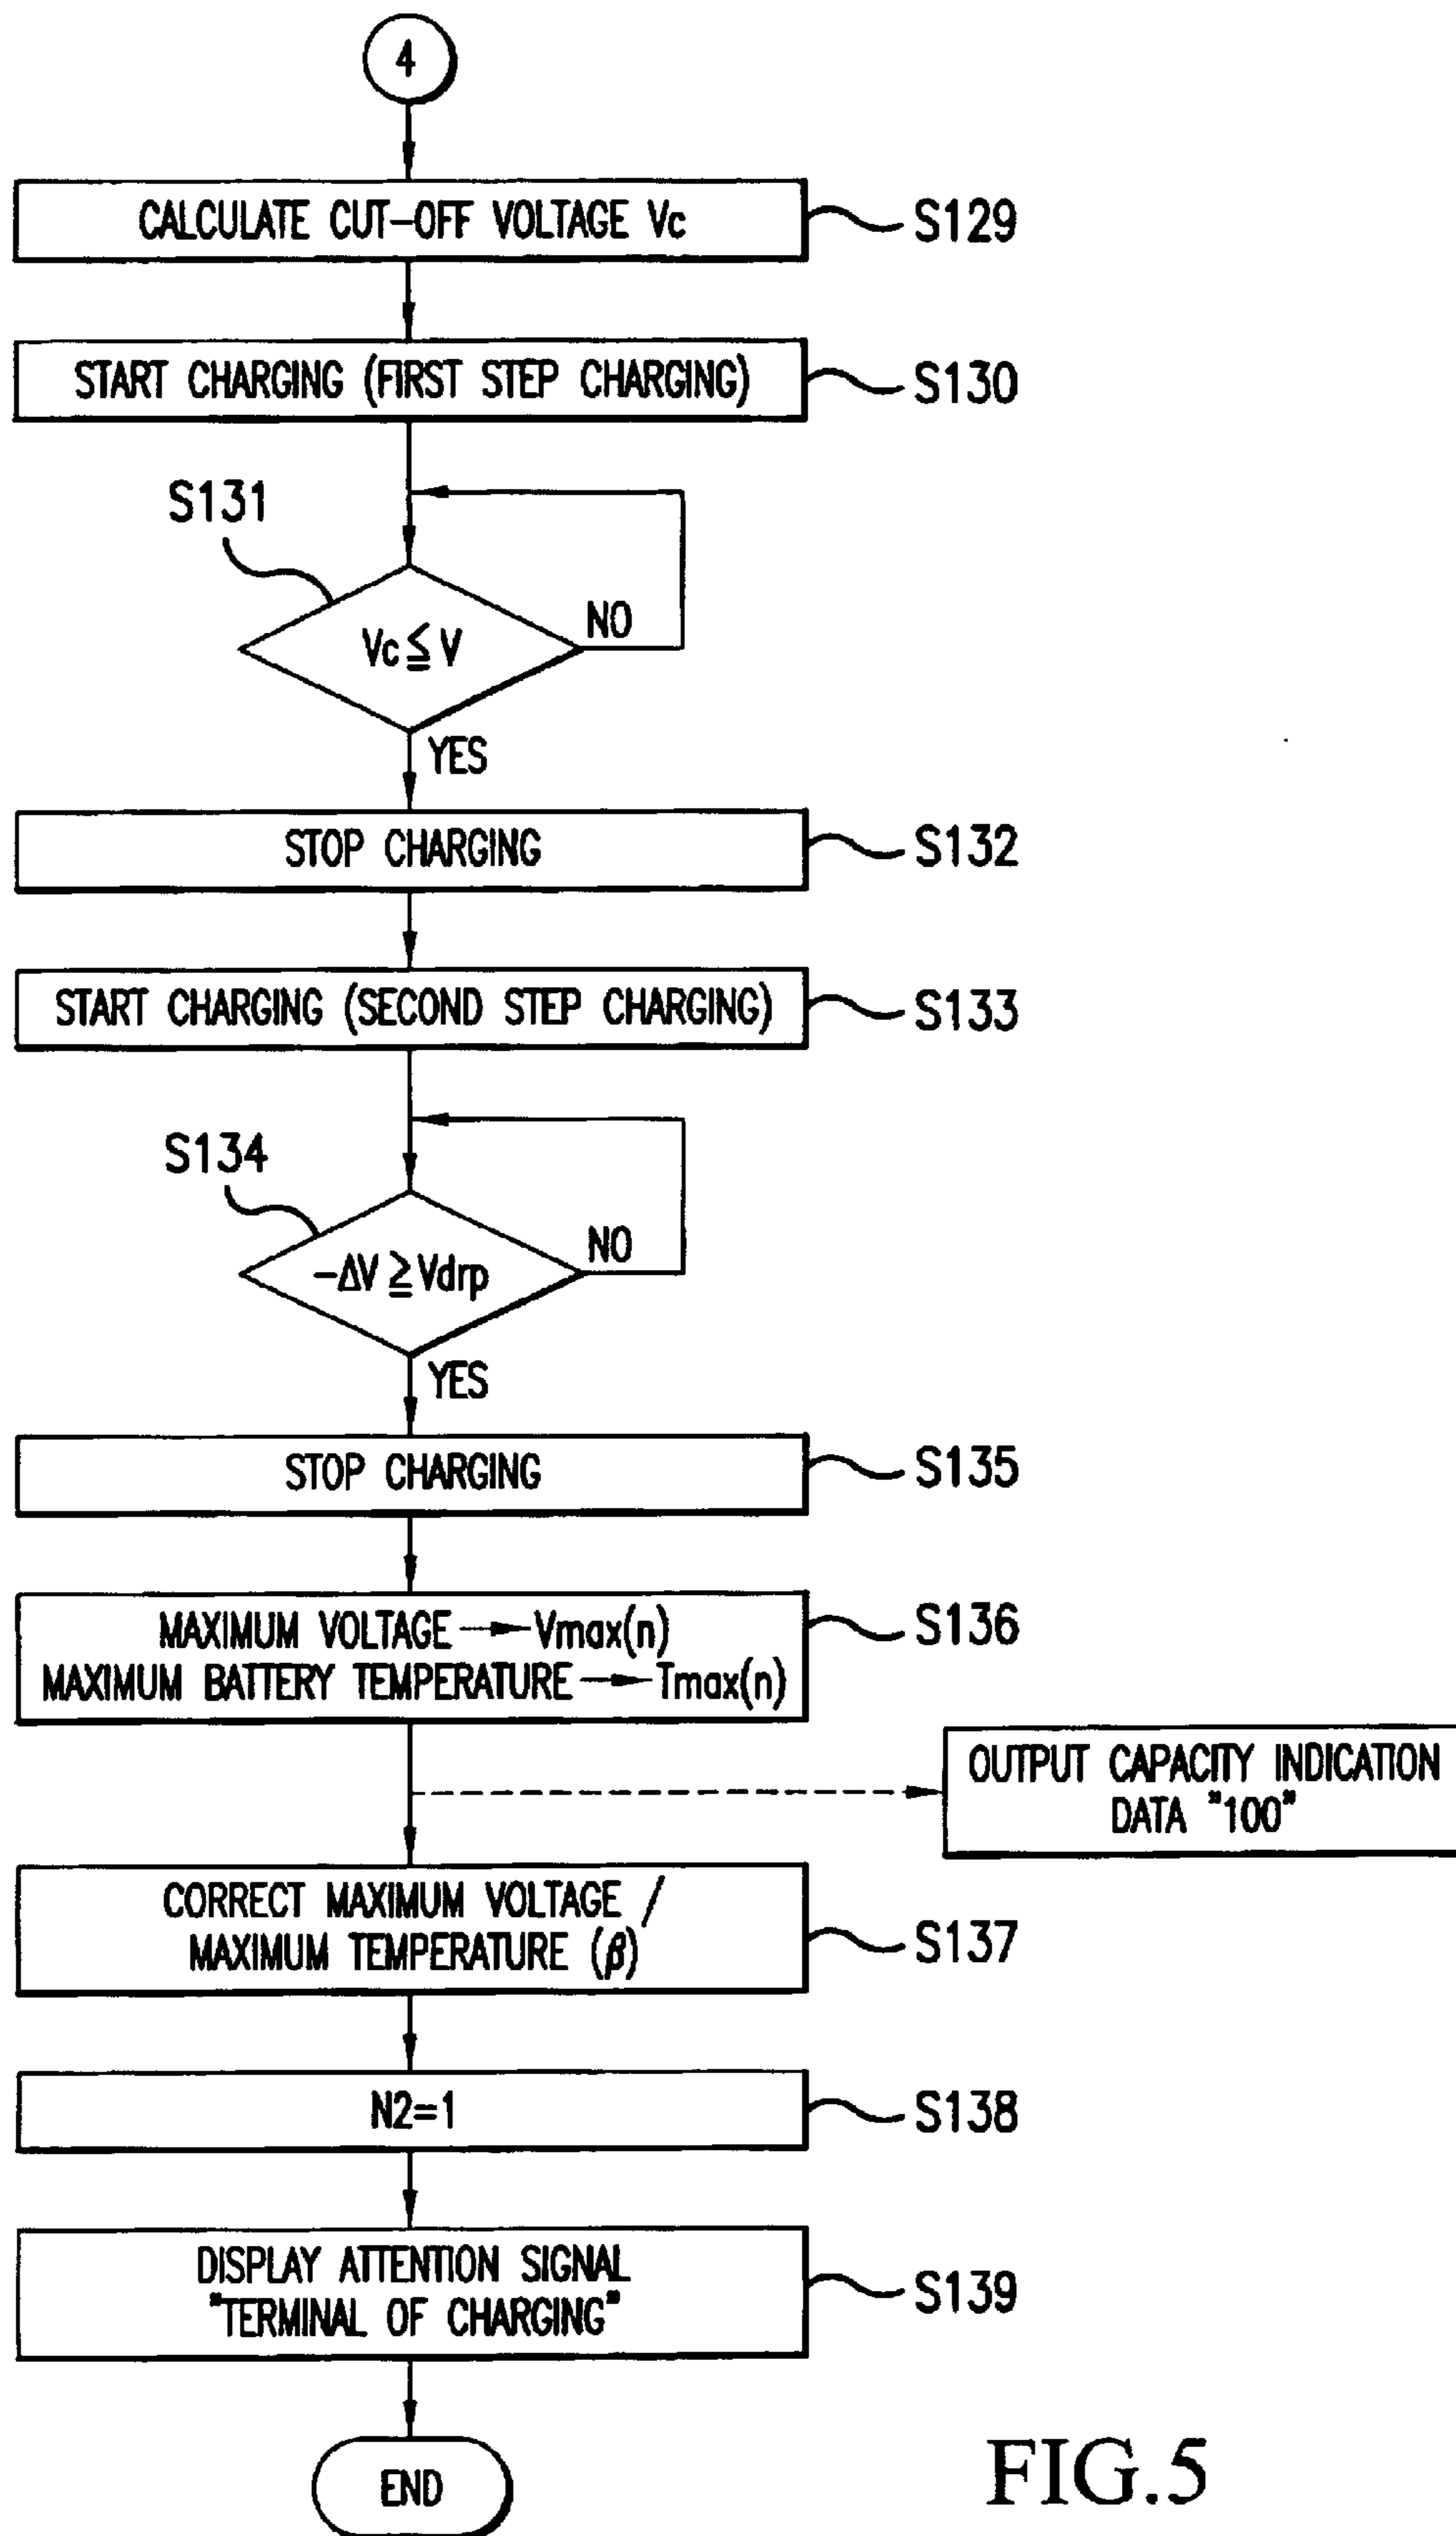 4
CALCULATE CUT-OFF VOLTAGE Vc
S129
START CHARGING (FIRST STEP CHARGING)
S130
S131
Vc ≦ V
NO
YES
STOP CHARGING
S132
START CHARGING (SECOND STEP CHARGING)
S133
S134
-ΔV ≧ Vdrp
NO
YES
STOP CHARGING
S135
MAXIMUM VOLTAGE → Vmax(n)
MAXIMUM BATTERY TEMPERATURE → Tmax(n)
S136
OUTPUT CAPACITY INDICATION
DATA "100"
CORRECT MAXIMUM VOLTAGE /
MAXIMUM TEMPERATURE (β)
S137
N2=1
S138
DISPLAY ATTENTION SIGNAL
"TERMINAL OF CHARGING"
S139
END
FIG.5